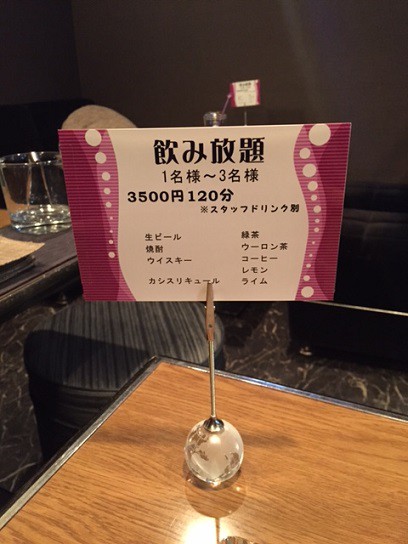 飲み放題
1名様～3名様
3500円120分
※スタッフドリンク別
生ビール
焼酎
ウイスキー
カシスリキュール
緑茶
ウーロン茶
コーヒー
レモン
ライム